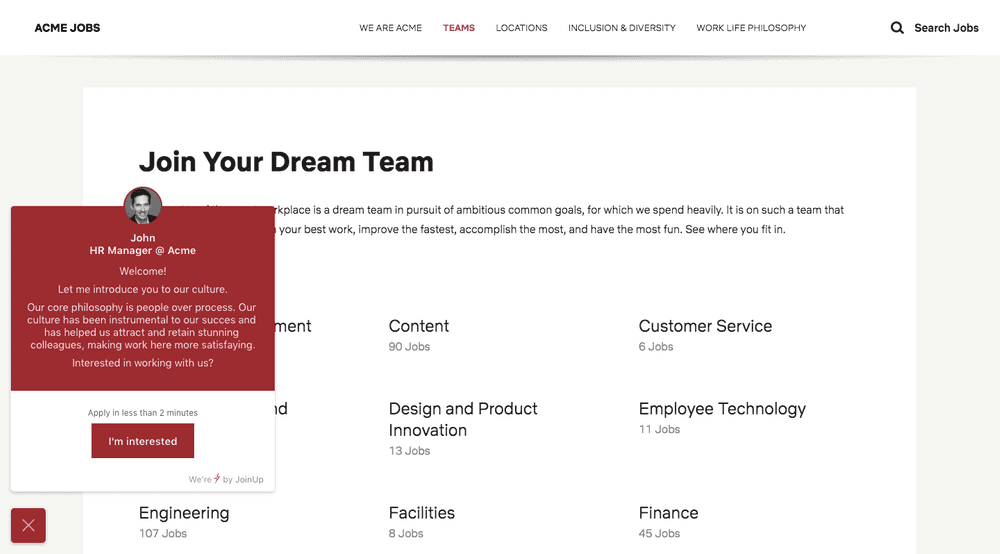 ACME JOBS
WE ARE ACME
TEAMS
LOCATIONS
INCLUSION & DIVERSITY
WORK LIFE PHILOSOPHY
Search Jobs
Join Your Dream Team
is a dream team in pursuit of ambitious common goals, for which we spend heavily. It is on such a team that
your best work, improve the fastest, accomplish the most, and have the most fun. See where you fit in.
John
HR Manager @ Acme
Welcome!
Let me introduce you to our culture.
Our core philosophy is people over process. Our
culture has been instrumental to our succes and
has helped us attract and retain stunning
colleagues, making work here more satisfaying.
Interested in working with us?
Apply in less than 2 minutes
I'm interested
We're by JoinUp
Content
90 Jobs
Customer Service
6 Jobs
Design and Product
Innovation
13 Jobs
Employee Technology
11 Jobs
Engineering
107 Jobs
Facilities
8 Jobs
Finance
45 Jobs